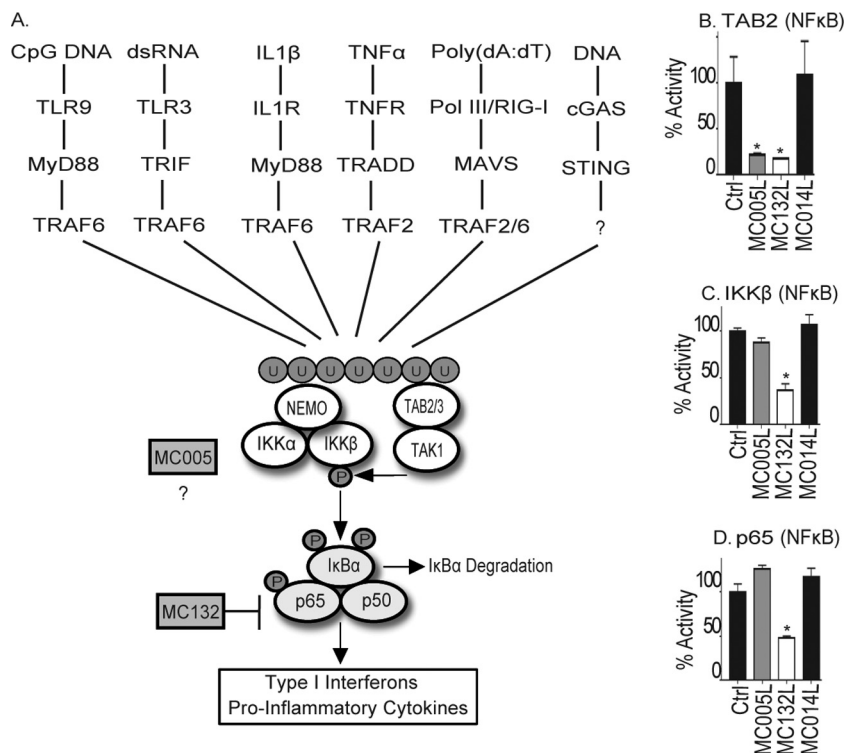 A.
CpG DNA dsRNA IL1β TNFα Poly(dA:dT) DNA
TLR9 TLR3 IL1R TNFR Pol III/RIG-I cGAS
MyD88 TRIF MyD88 TRADD MAVS STING
TRAF6 TRAF6 TRAF6 TRAF2 TRAF2/6 ?
U U U U U U U
NEMO TAB2/3
IKKα IKKβ TAK1
MC005
?
P
P P
IκBα IκBα Degradation
P
p65 p50
MC132
Type I Interferons
Pro-Inflammatory Cytokines
B. TAB2 (NFκB)
% Activity
100
50
0
Ctrl
MC005L
MC132L
MC014L
* *
C. IKKβ (NFκB)
% Activity
100
50
0
Ctrl
MC005L
MC132L
MC014L
*
D. p65 (NFκB)
% Activity
100
50
0
Ctrl
MC005L
MC132L
MC014L
*